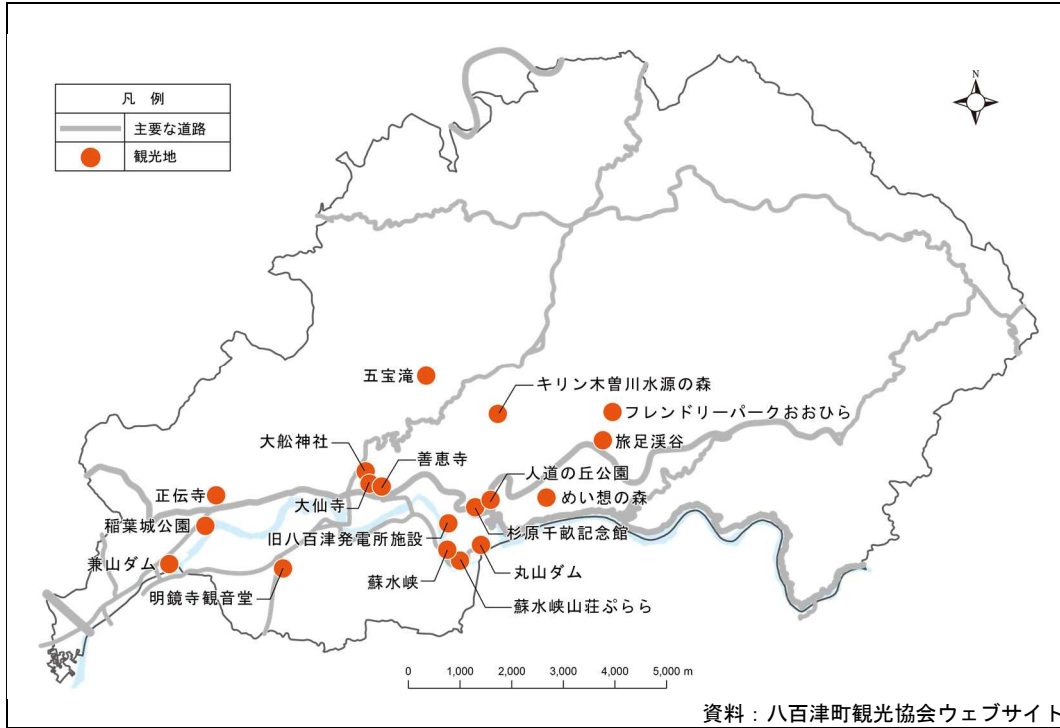 N
凡 例
主要な道路
観光地
五宝滝
キリン木曽川水源の森
フレンドリーパークおおひら
大舩神社
善恵寺
旅足渓谷
人道の丘公園
正伝寺
大仙寺
めい想の森
稲葉城公園
旧八百津発電所施設
杉原千畝記念館
兼山ダム
明鏡寺観音堂
蘇水峡
丸山ダム
蘇水峡山荘ぷらら
0 1,000 2,000 3,000 4,000 5,000 m
資料：八百津町観光協会ウェブサイト